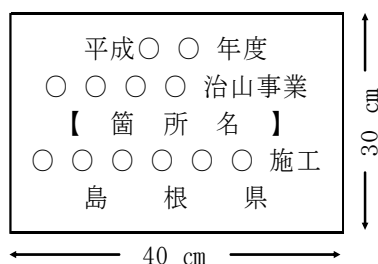 平成○ ○ 年度
○ ○ ○ ○ 治山事業
【 箇 所 名 】
○ ○ ○ ○ ○ ○ 施工
島 根 県
30 cm
40 cm